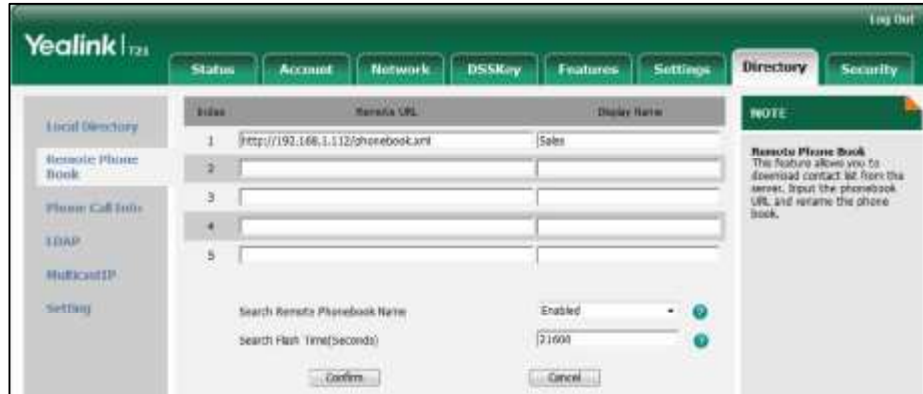 Log Out
Yealink T21
Status Account Network DSSKey Features Settings Directory Security
Local Directory
Remote Phone Book
Phone Call Info
LDAP
MulticastIP
Setting
Index Remote URL Display Name
1 http://192.168.1.112/phonebook.xml Sales
2
3
4
5
Search Remote Phonebook Name Enabled
Search Flash Time(Seconds) 21600
Confirm Cancel
NOTE
Remote Phone Book
This feature allows you to
download contact list from the
server. Input the phonebook
URL and rename the phone
book.